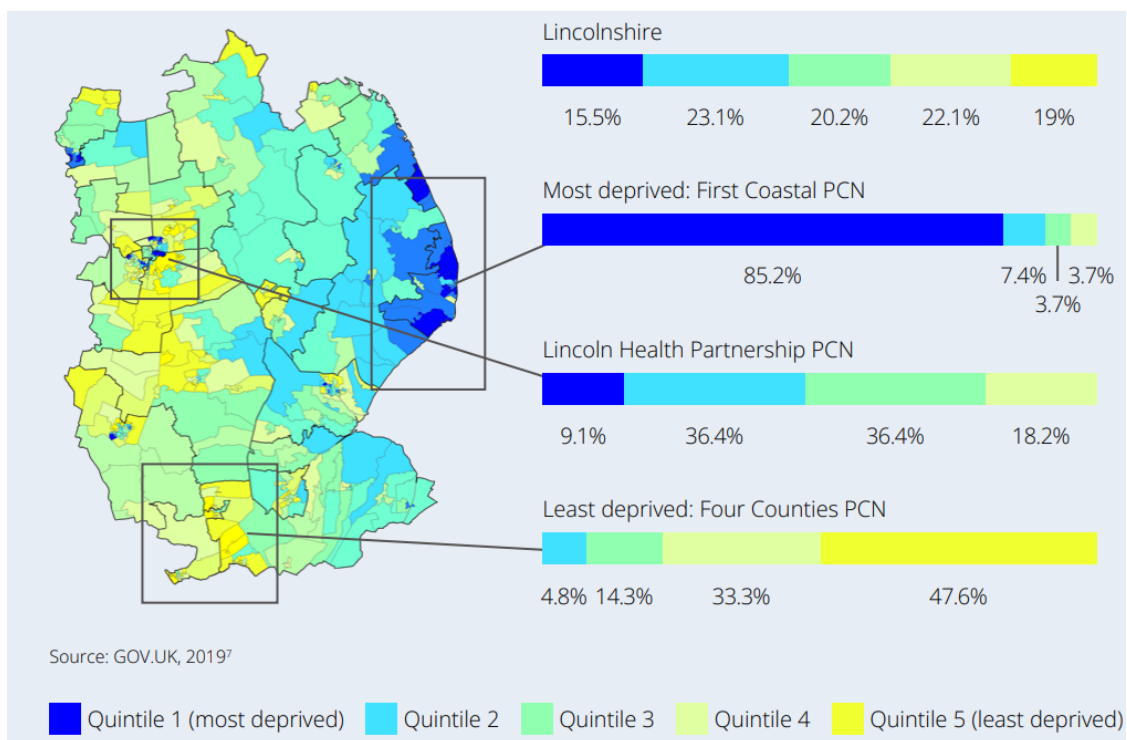 Lincolnshire
15.5% 23.1% 20.2% 22.1% 19%
Most deprived: First Coastal PCN
85.2% 7.4% 3.7%
3.7%
Lincoln Health Partnership PCN
9.1% 36.4% 36.4% 18.2%
Least deprived: Four Counties PCN
4.8% 14.3% 33.3% 47.6%
Source: GOV.UK, 2019⁷
Quintile 1 (most deprived) Quintile 2 Quintile 3 Quintile 4 Quintile 5 (least deprived)